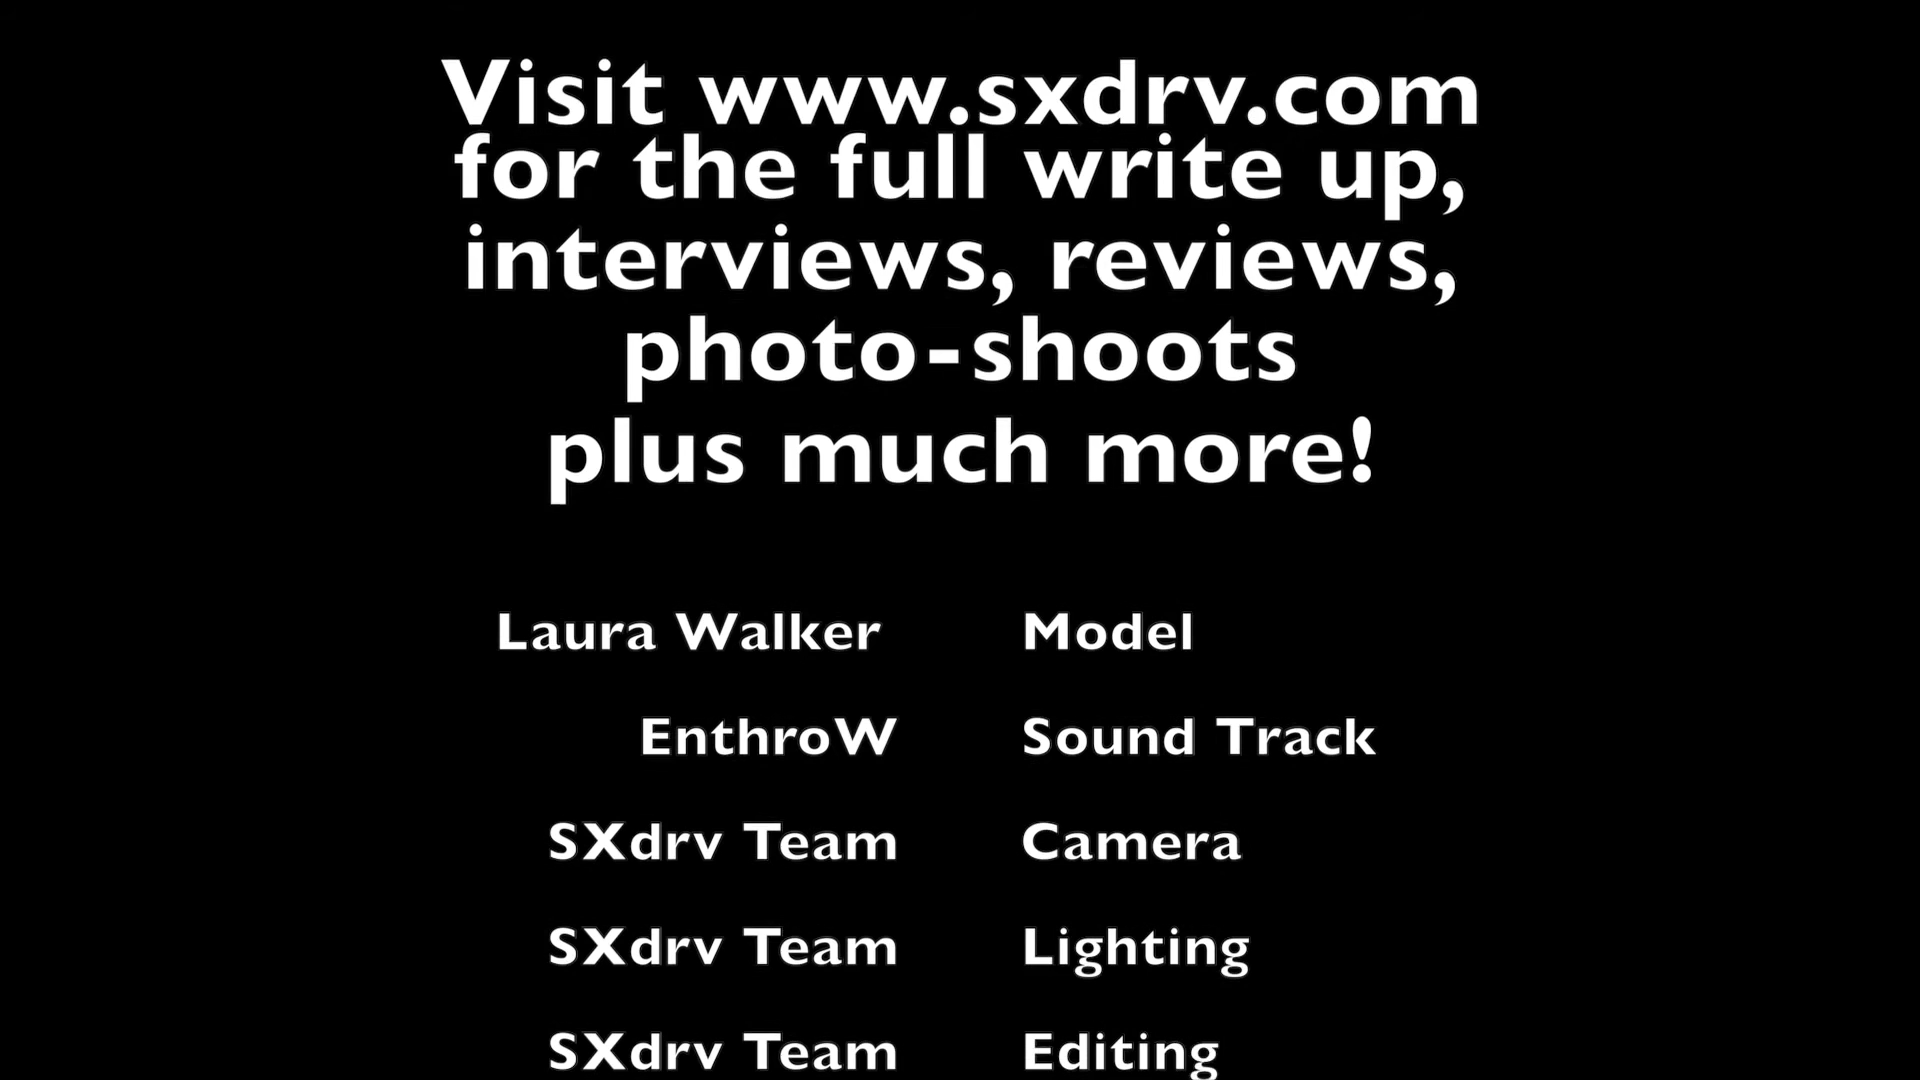 Visit www.sxdrv.com
for the full write up,
interviews, reviews,
photo-shoots
plus much more!
Laura Walker Model
EnthroW Sound Track
SXdrv Team Camera
SXdrv Team Lighting
SXdrv Team Editing